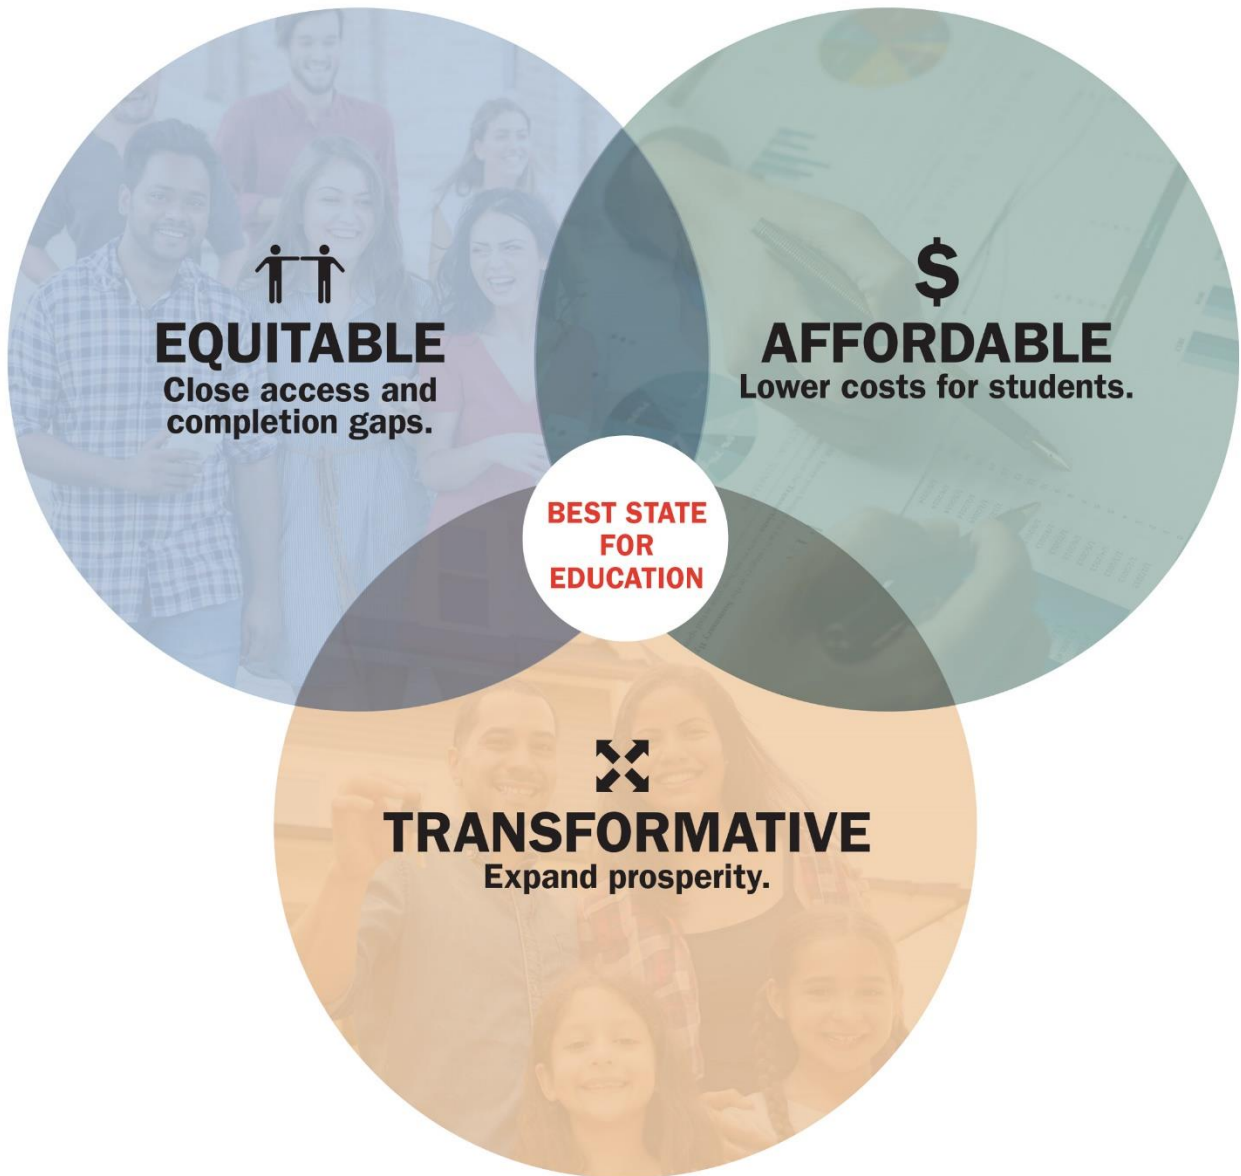 EQUITABLE
Close access and
completion gaps.
$
AFFORDABLE
Lower costs for students.
BEST STATE
FOR
EDUCATION
TRANSFORMATIVE
Expand prosperity.